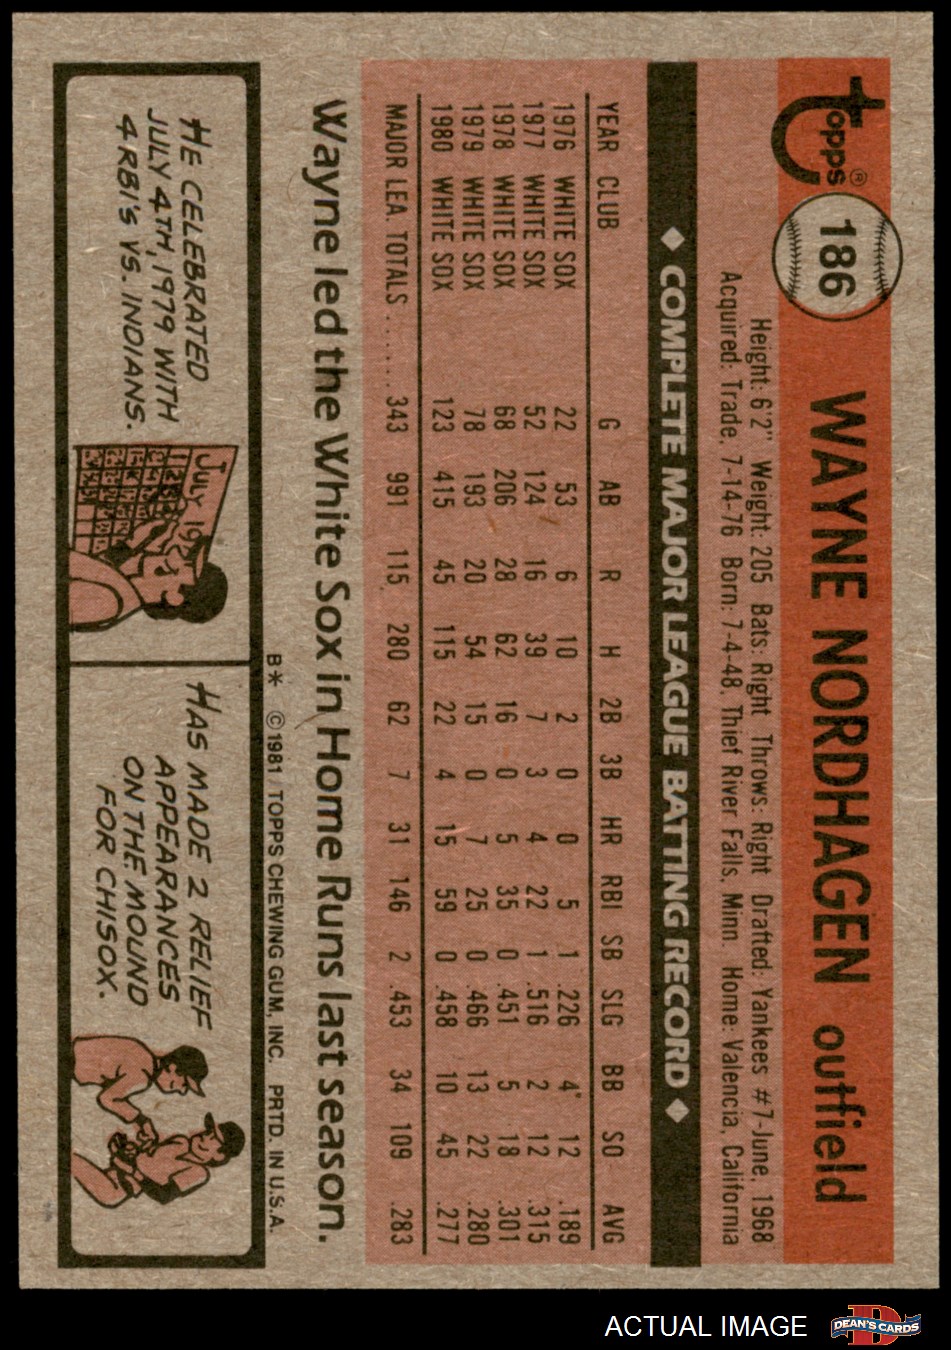 Topps®
186
WAYNE NORDHAGEN outfield
Height: 6'2" Weight: 205 Bats: Right Throws: Right Drafted: Yankees #7-June, 1968
Acquired: Trade, 7-14-76 Born: 7-4-48, Thief River Falls, Minn. Home: Valencia, California
◆ COMPLETE MAJOR LEAGUE BATTING RECORD ◆
YEAR CLUB G AB R H 2B 3B HR RBI SB SLG BB SO AVG
1976 WHITE SOX 22 53 6 10 2 0 0 5 1 .226 4 12 .189
1977 WHITE SOX 52 124 16 39 7 3 4 22 1 .516 2 12 .315
1978 WHITE SOX 68 206 28 62 16 0 5 35 0 .451 5 18 .301
1979 WHITE SOX 78 193 20 54 15 0 7 25 0 .466 13 22 .280
1980 WHITE SOX 123 415 45 115 22 4 15 59 0 .458 10 45 .277
MAJOR LEA. TOTALS...... 343 991 115 280 62 7 31 146 2 .453 34 109 .283
Wayne led the White Sox in Home Runs last season.
B* ©1981 TOPPS CHEWING GUM, INC. PRTD. IN U.S.A.
HE CELEBRATED
JULY 4TH, 1979 WITH
4 RBI'S VS. INDIANS.
JULY 197
HAS MADE 2 RELIEF
APPEARANCES
ON THE MOUND
FOR CHISOX.
ACTUAL IMAGE
D
DEAN'S CARDS